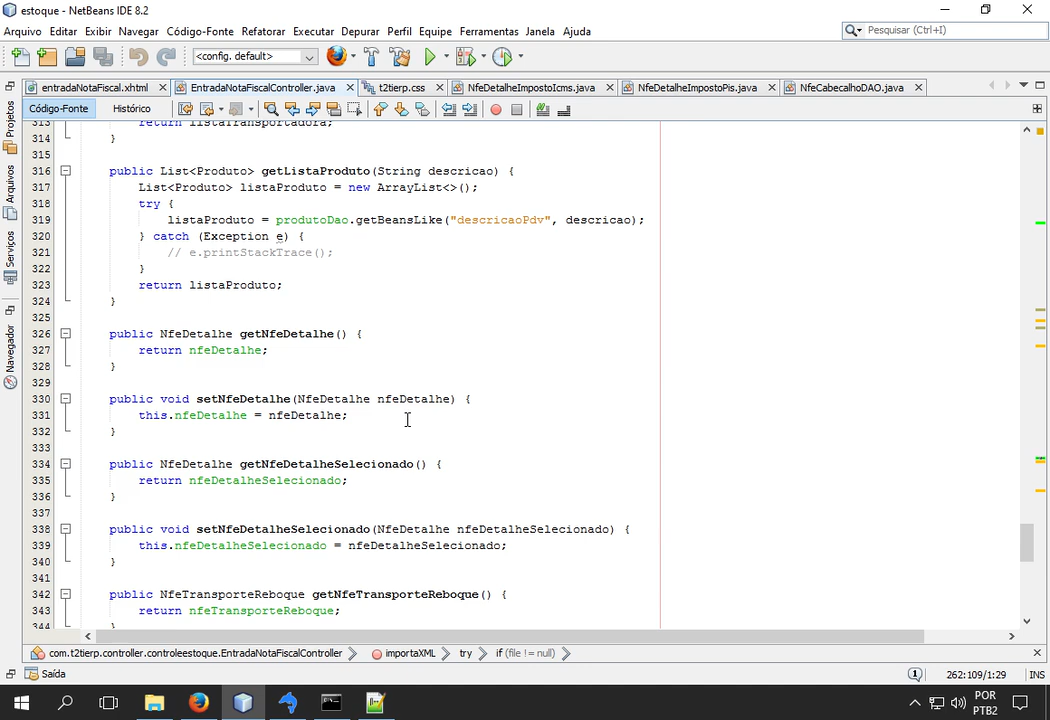 estoque - NetBeans IDE 8.2
Arquivo Editar Exibir Navegar Código-Fonte Refatorar Executar Depurar Perfil Equipe Ferramentas Janela Ajuda
Pesquisar (Ctrl+I)
<config. default>
entradaNotaFiscal.xhtml EntradaNotaFiscalController.java t2tierp.css NfeDetalheImpostoIcms.java NfeDetalheImpostoPis.java NfeCabecalhoDAO.java
Código-Fonte Histórico
Projetos
Arquivos
Serviços
Navegador
313 return listaTransportadora;
314 }
315
316 public List<Produto> getListaProduto(String descricao) {
317 List<Produto> listaProduto = new ArrayList<>();
318 try {
319 listaProduto = produtoDao.getBeansLike("descricaoPdv", descricao);
320 } catch (Exception e) {
321 // e.printStackTrace();
322 }
323 return listaProduto;
324 }
325
326 public NfeDetalhe getNfeDetalhe() {
327 return nfeDetalhe;
328 }
329
330 public void setNfeDetalhe(NfeDetalhe nfeDetalhe) {
331 this.nfeDetalhe = nfeDetalhe;
332 }
333
334 public NfeDetalhe getNfeDetalheSelecionado() {
335 return nfeDetalheSelecionado;
336 }
337
338 public void setNfeDetalheSelecionado(NfeDetalhe nfeDetalheSelecionado) {
339 this.nfeDetalheSelecionado = nfeDetalheSelecionado;
340 }
341
342 public NfeTransporteReboque getNfeTransporteReboque() {
343 return nfeTransporteReboque;
344 }
com.t2tierp.controller.controleestoque.EntradaNotaFiscalController importaXML try if (file != null)
Saída
1 262:109/1:29 INS
POR
PTB2